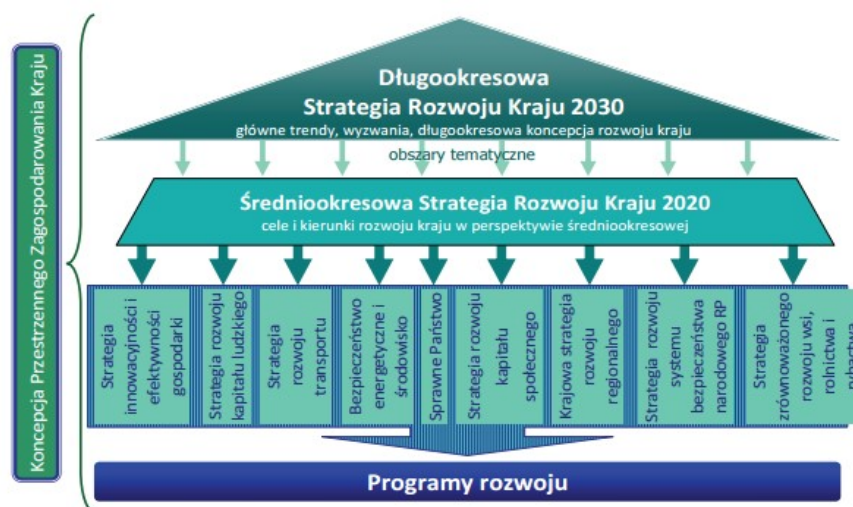 Koncepcja Przestrzennego Zagospodarowania Kraju
Długookresowa
Strategia Rozwoju Kraju 2030
główne trendy, wyzwania, długookresowa koncepcja rozwoju kraju
obszary tematyczne
Średniookresowa Strategia Rozwoju Kraju 2020
cele i kierunki rozwoju kraju w perspektywie średniookresowej
Strategia
innowacyjności i
efektywności
gospodarki
Strategia rozwoju
kapitału ludzkiego
Strategia
rozwoju
transportu
Bezpieczeństwo
energetyczne i
środowisko
Sprawne Państwo
Strategia rozwoju
kapitału
społecznego
Krajowa strategia
rozwoju
regionalnego
Strategia rozwoju
systemu
bezpieczeństwa
narodowego RP
Strategia
zrównoważonego
rozwoju wsi,
rolnictwa i
Programy rozwoju